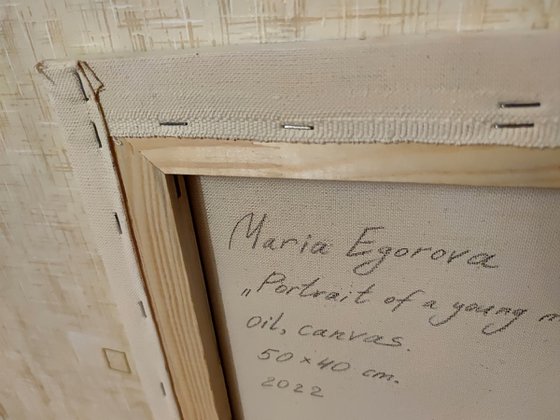 Maria Egorova
„Portrait of a young
oil, canvas.
50×40 cm.
2022